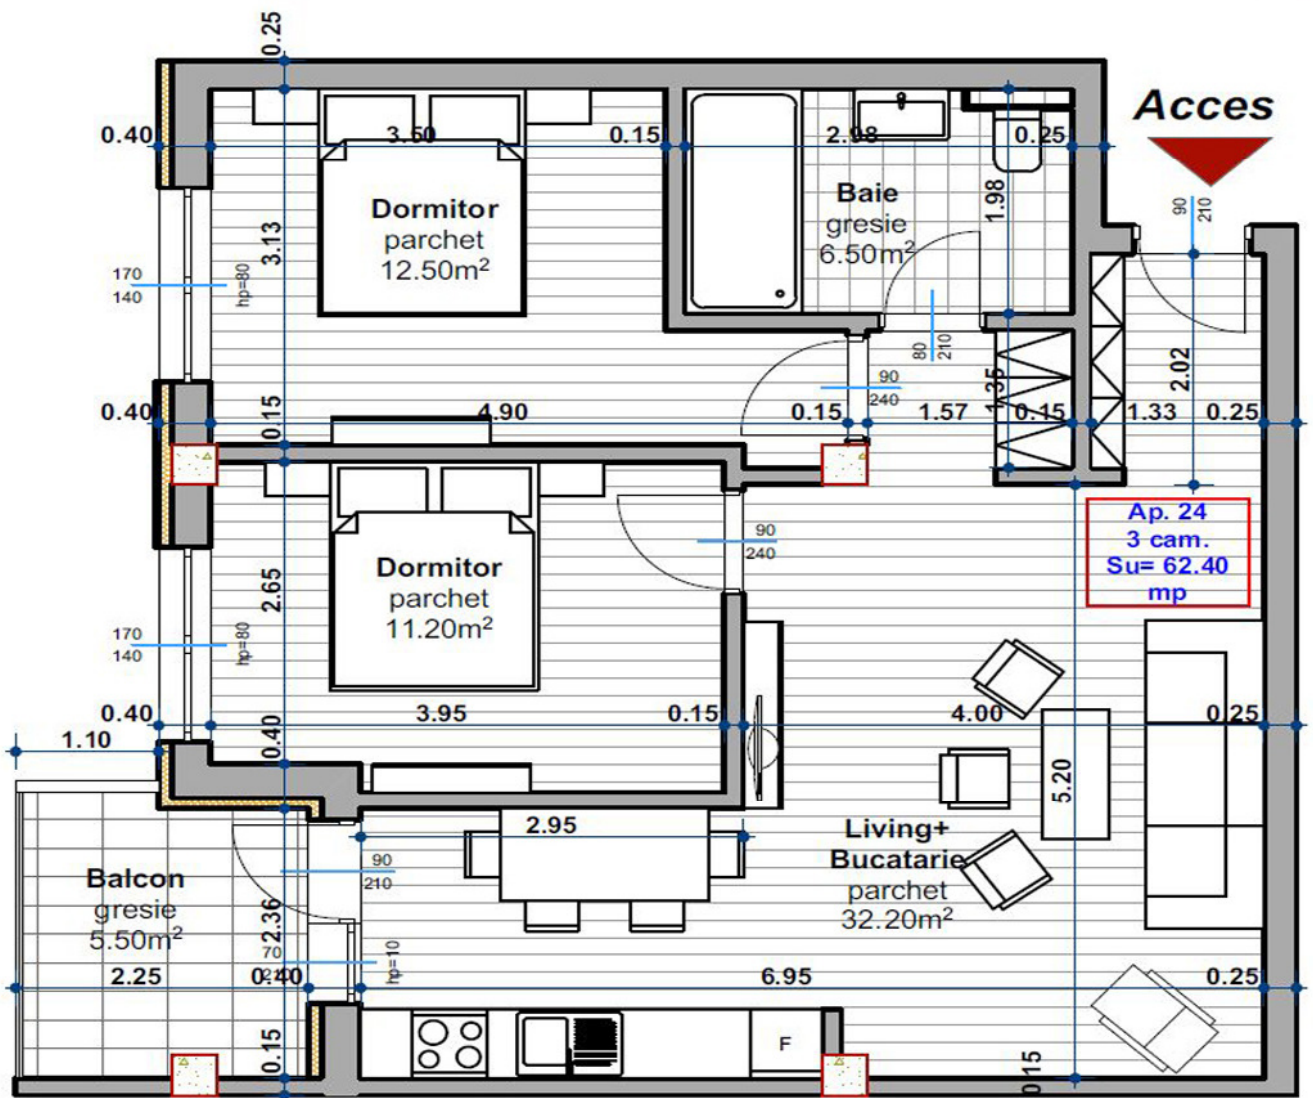 0.25
Acces
0.40
3.50
0.15
2.98
0.25
Dormitor
parchet
12.50m²
Baie
gresie
6.50m²
1.98
90
210
3.13
170
140
hp=80
80
210
90
240
1.35
2.02
0.40
0.15
4.90
0.15
1.57
0.15
1.33
0.25
Ap. 24
3 cam.
Su= 62.40
mp
90
240
Dormitor
parchet
11.20m²
2.65
170
140
hp=80
0.40
0.40
3.95
0.15
4.00
0.25
1.10
5.20
2.95
Living+
Bucatarie
parchet
32.20m²
90
210
Balcon
gresie
5.50m²
2.36
70
hp=10
2.25
0.40
6.95
0.25
0.15
F
0.15